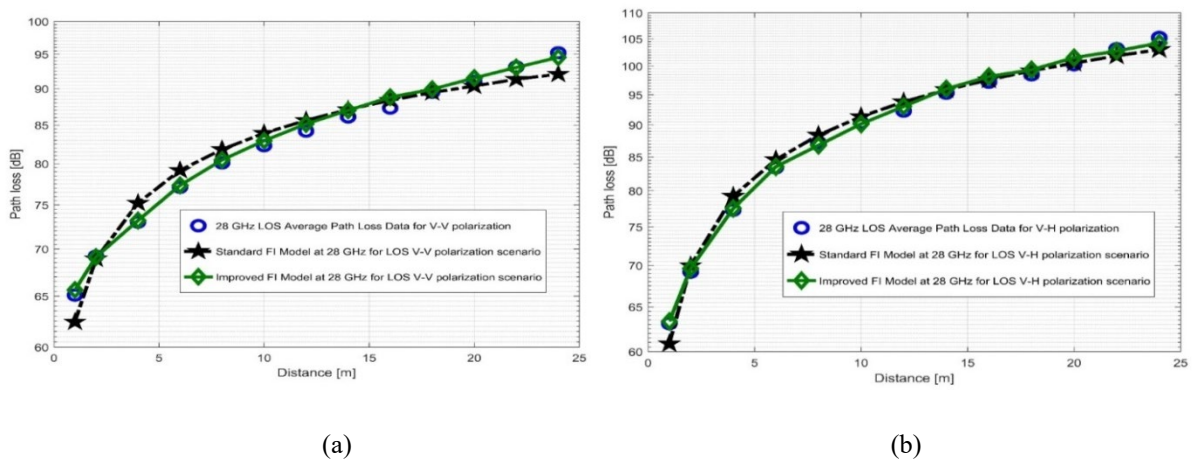 100
95
90
85
80
75
70
65
60
Path loss [dB]
28 GHz LOS Average Path Loss Data for V-V polarization
Standard FI Model at 28 GHz for LOS V-V polarization scenario
Improved FI Model at 28 GHz for LOS V-V polarization scenario
0 5 10 15 20 25
Distance [m]
(a)
110
105
100
95
90
85
80
75
70
65
60
Path loss [dB]
28 GHz LOS Average Path Loss Data for V-H polarization
Standard FI Model at 28 GHz for LOS V-H polarization scenario
Improved FI Model at 28 GHz for LOS V-H polarization scenario
0 5 10 15 20 25
Distance [m]
(b)